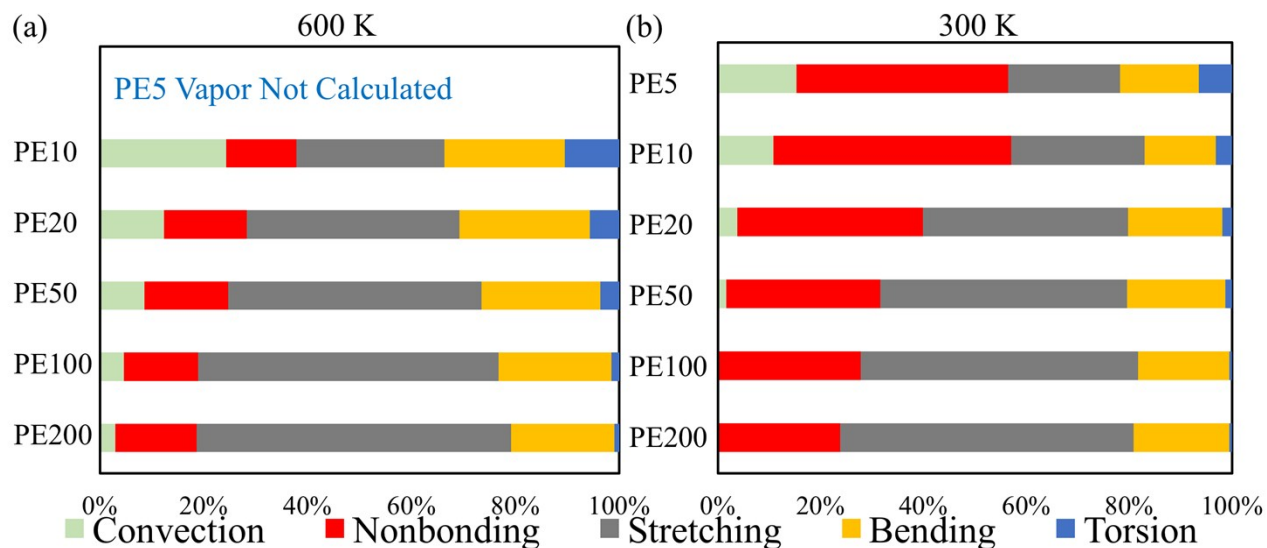 (a) 600 K
PE5 Vapor Not Calculated
PE10
PE20
PE50
PE100
PE200
0% 20% 40% 60% 80% 100%
(b) 300 K
PE5
PE10
PE20
PE50
PE100
PE200
0% 20% 40% 60% 80% 100%
Convection Nonbonding Stretching Bending Torsion